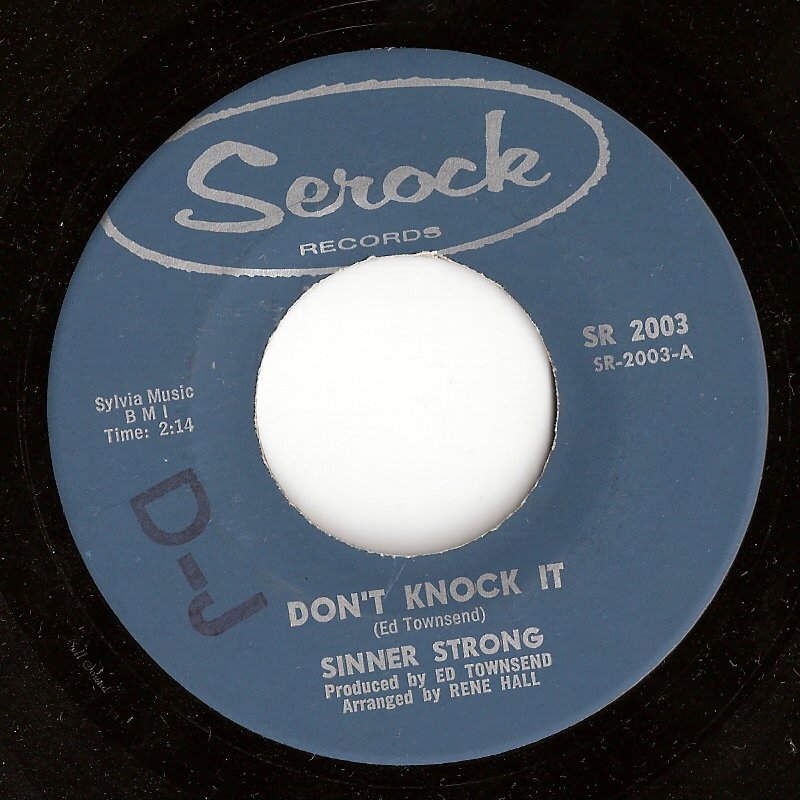 Serock
RECORDS
SR 2003
SR-2003-A
Sylvia Music
B M I
Time: 2:14
D-J
DON'T KNOCK IT
(Ed Townsend)
SINNER STRONG
Produced by ED TOWNSEND
Arranged by RENE HALL